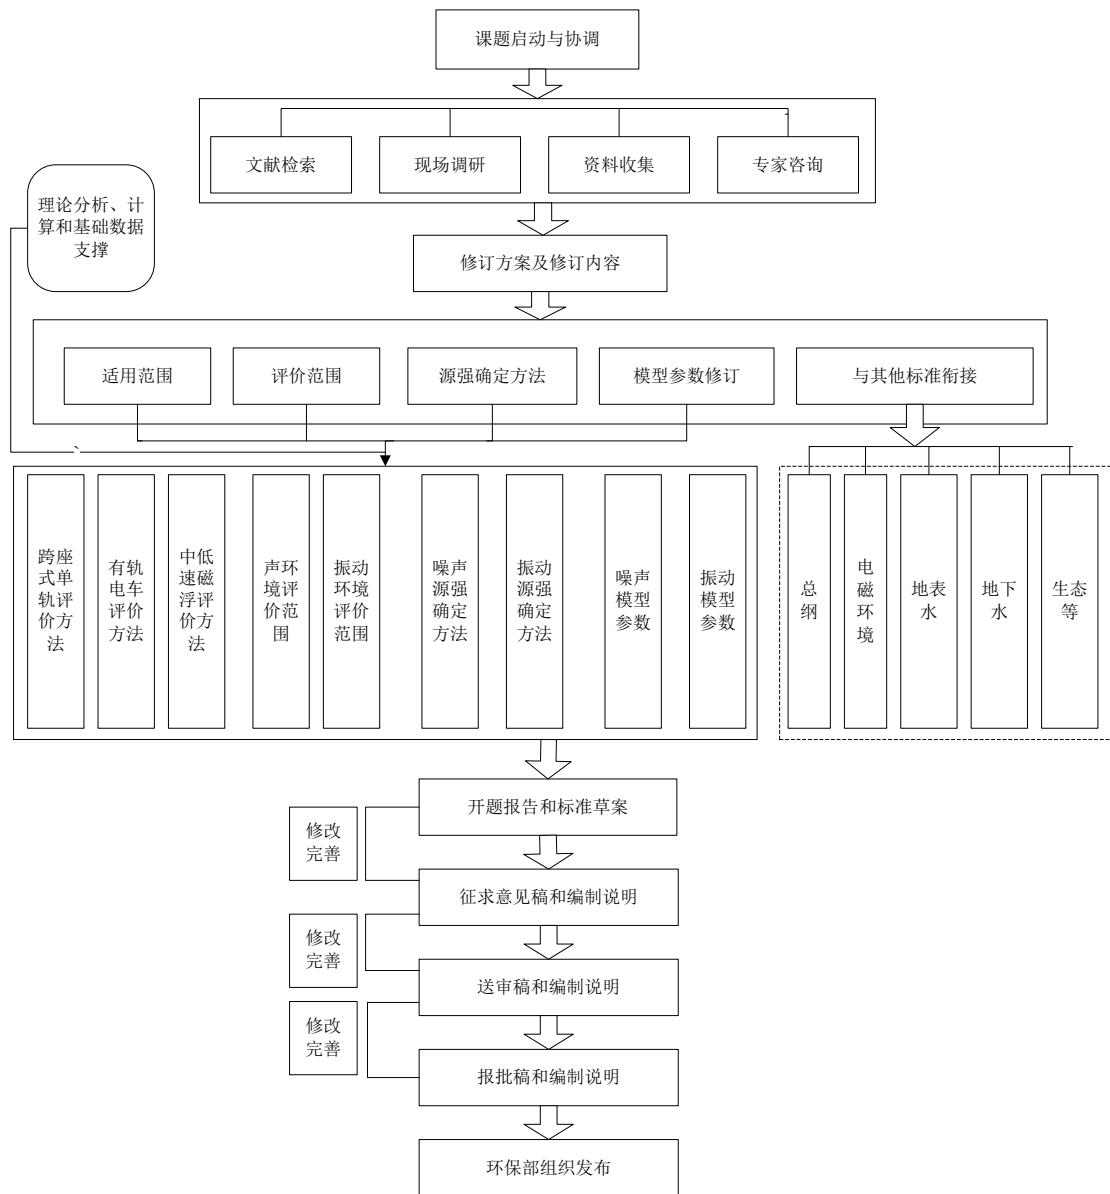 课题启动与协调
文献检索
现场调研
资料收集
专家咨询
理论分析、计
算和基础数据
支撑
修订方案及修订内容
适用范围
评价范围
源强确定方法
模型参数修订
与其他标准衔接
跨座
式单
轨评
价方
法
有轨
电车
评价
方法
中低
速磁
浮评
价方
法
声环
境评
价范
围
振动
环境
评价
范围
噪声
源强
确定
方法
振动
源强
确定
方法
噪声
模型
参数
振动
模型
参数
总
纲
电
磁
环
境
地表
水
地下
水
生态
等
开题报告和标准草案
修改
完善
征求意见稿和编制说明
修改
完善
送审稿和编制说明
修改
完善
报批稿和编制说明
环保部组织发布